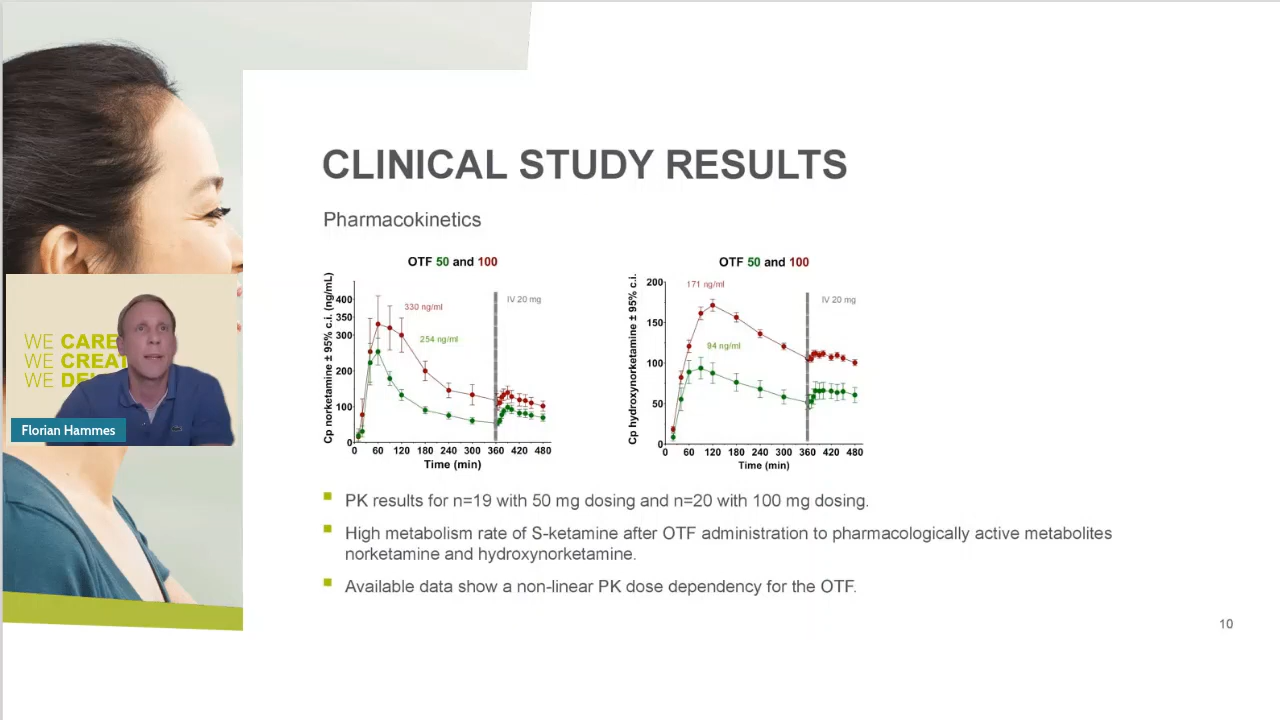 CLINICAL STUDY RESULTS
Pharmacokinetics
OTF 50 and 100
Cp norketamine ± 95% c.i. (ng/mL)
400
350
300
200
100
0
330 ng/ml
254 ng/ml
IV 20 mg
0 60 120 180 240 300 360 420 480
Time (min)
OTF 50 and 100
Cp hydroxynorketamine ± 95% c.i.
200
150
100
50
0
171 ng/ml
94 ng/ml
IV 20 mg
0 60 120 180 240 300 360 420 480
Time (min)
WE CARE
WE CREAT
WE DE
Florian Hammes
PK results for n=19 with 50 mg dosing and n=20 with 100 mg dosing.
High metabolism rate of S-ketamine after OTF administration to pharmacologically active metabolites
norketamine and hydroxynorketamine.
Available data show a non-linear PK dose dependency for the OTF.
10